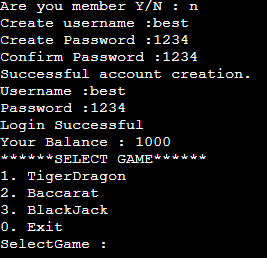 Are you member Y/N : n
Create username :best
Create Password :1234
Confirm Password :1234
Successful account creation.
Username :best
Password :1234
Login Successful
Your Balance : 1000
******SELECT GAME******
1. TigerDragon
2. Baccarat
3. BlackJack
0. Exit
SelectGame :